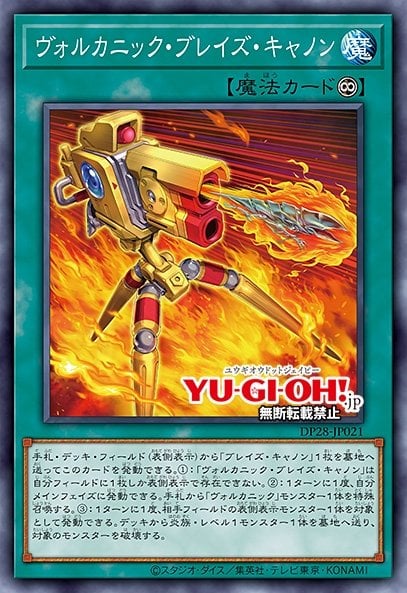 ヴォルカニック・ブレイズ・キャノン 魔
【魔法カード】
ユウギオウドットジェイピー
YU-GI-OH!.jp
無断転載禁止
DP28-JP021
手札・デッキ・フィールド(表側表示)から「ブレイズ・キャノン」1枚を墓地へ
送ってこのカードを発動できる。①:「ヴォルカニック・ブレイズ・キャノン」は
自分フィールドに1枚しか表側表示で存在できない。②:1ターンに1度、自分
メインフェイズに発動できる。手札から「ヴォルカニック」モンスター1体を特殊
召喚する。③:1ターンに1度、相手フィールドの表側表示モンスター1体を対象
として発動できる。デッキから炎族・レベル1モンスター1体を墓地へ送り、
対象のモンスターを破壊する。
©スタジオ・ダイス/集英社・テレビ東京・KONAMI